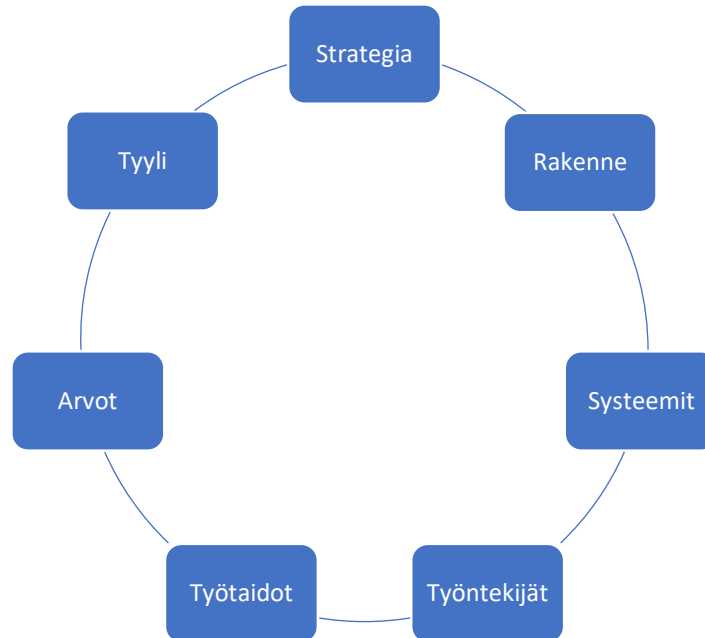 Strategia
Rakenne
Systeemit
Työntekijät
Työtaidot
Arvot
Tyyli